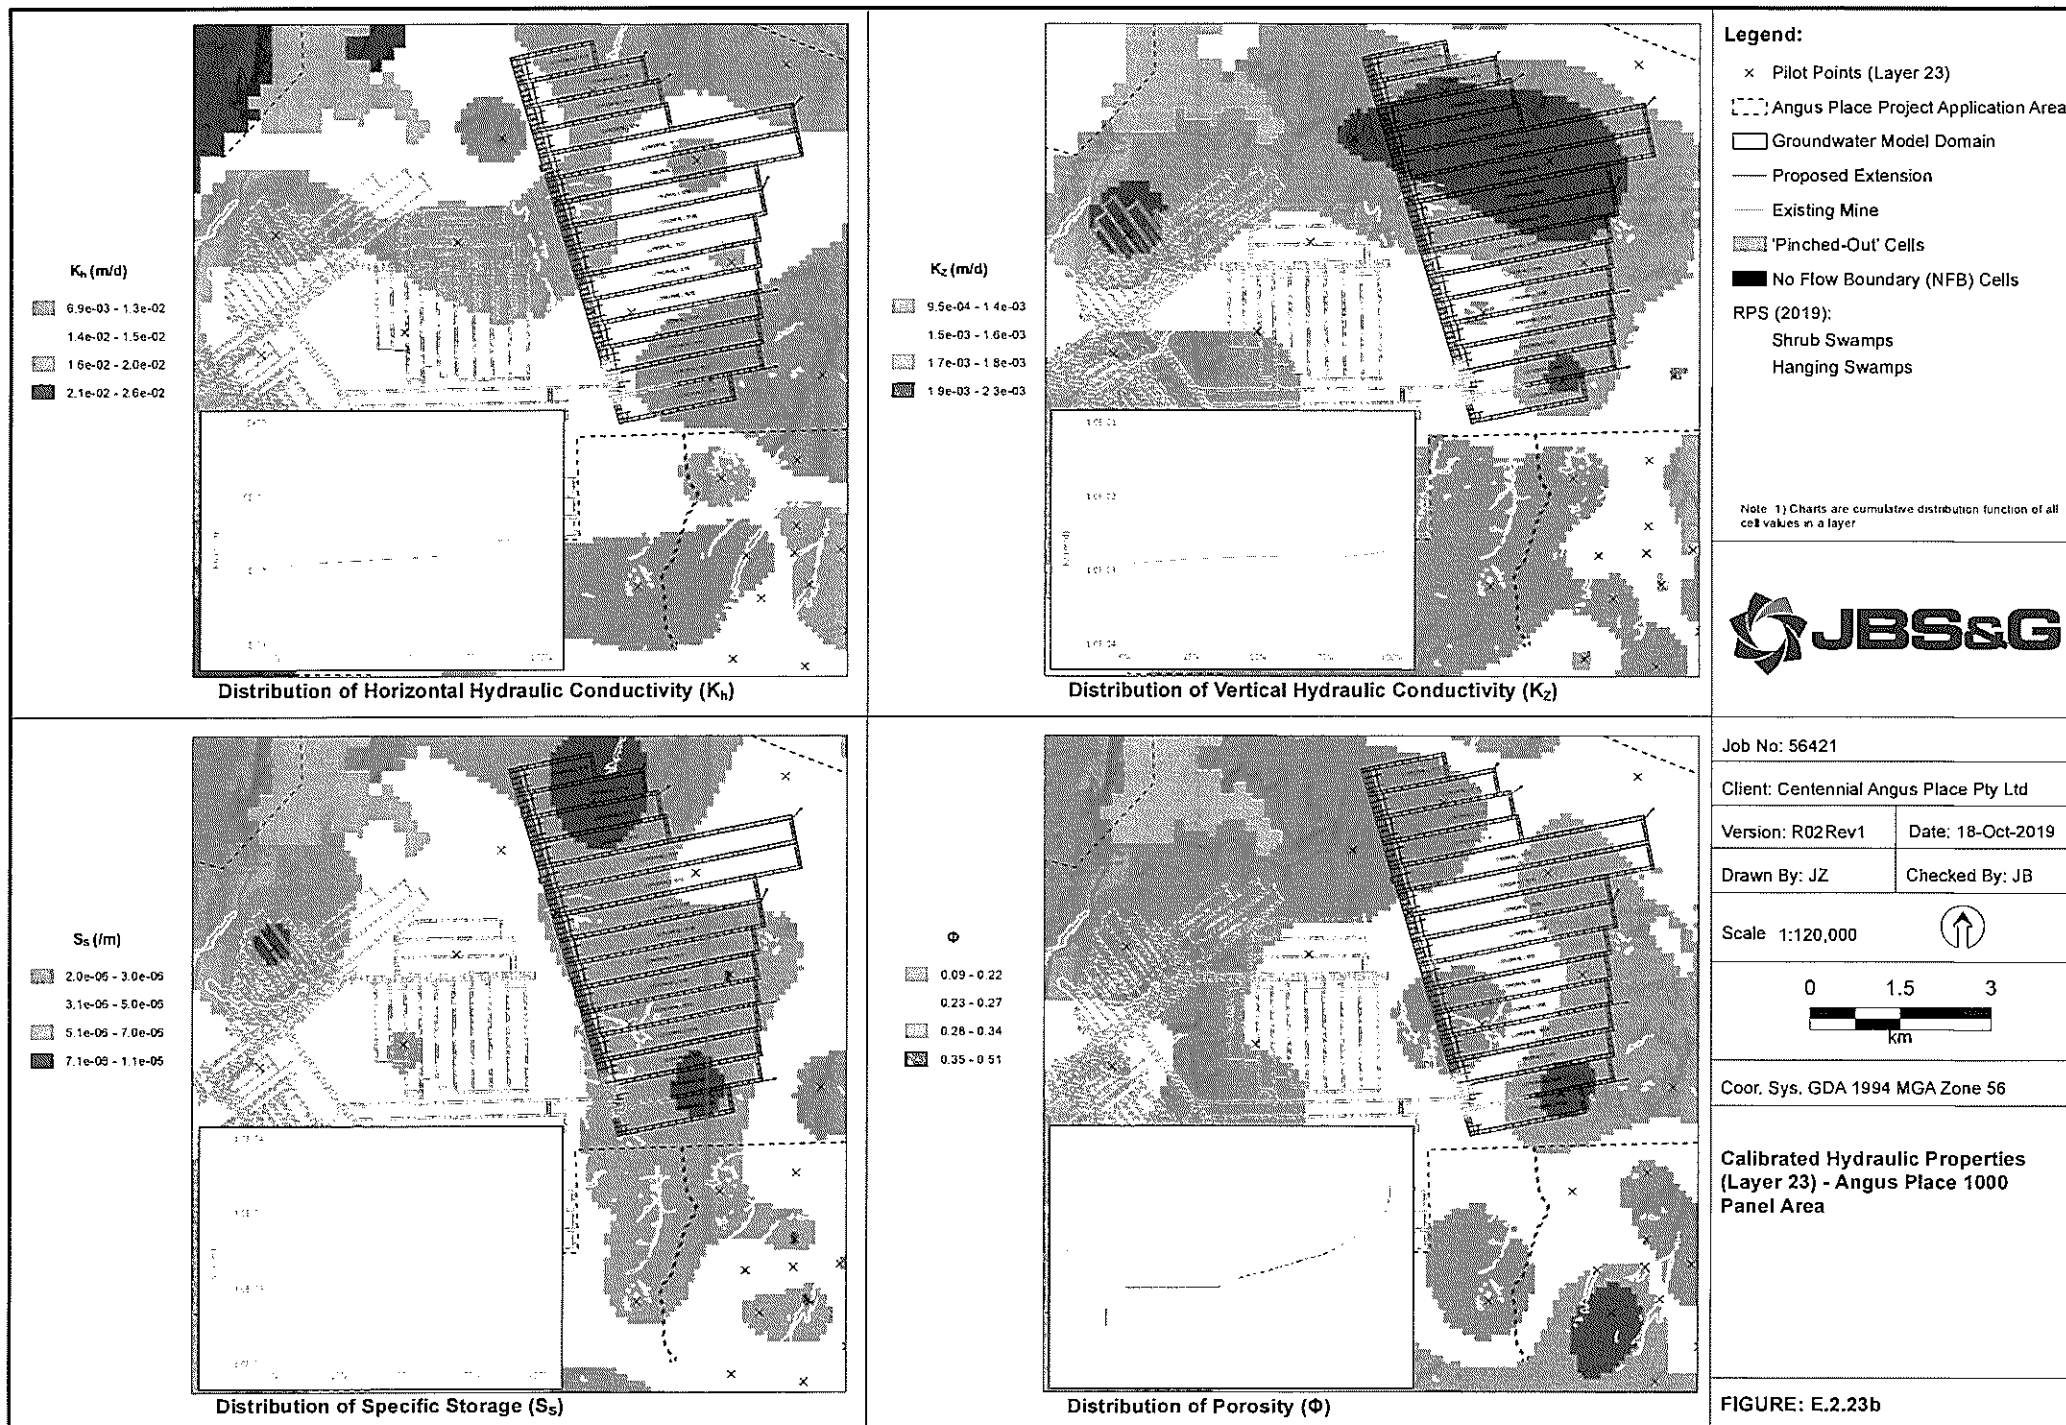 Kh (m/d)
6.9e-03 - 1.3e-02
1.4e-02 - 1.5e-02
1.6e-02 - 2.0e-02
2.1e-02 - 2.6e-02
Distribution of Horizontal Hydraulic Conductivity (Kh)
KZ (m/d)
9.5e-04 - 1.4e-03
1.5e-03 - 1.6e-03
1.7e-03 - 1.8e-03
1.9e-03 - 2.3e-03
1.0E-02
1.0E-03
1.0E-04
Distribution of Vertical Hydraulic Conductivity (KZ)
Legend:
Pilot Points (Layer 23)
Angus Place Project Application Area
Groundwater Model Domain
Proposed Extension
Existing Mine
'Pinched-Out' Cells
No Flow Boundary (NFB) Cells
RPS (2019):
Shrub Swamps
Hanging Swamps
Note 1) Charts are cumulative distribution function of all
cell values in a layer
JBS&G
SS (/m)
2.0e-06 - 3.0e-06
3.1e-06 - 5.0e-06
5.1e-06 - 7.0e-06
7.1e-06 - 1.1e-05
Distribution of Specific Storage (SS)
Φ
0.09 - 0.22
0.23 - 0.27
0.28 - 0.34
0.35 - 0.51
Distribution of Porosity (Φ)
Job No: 56421
Client: Centennial Angus Place Pty Ltd
Version: R02Rev1
Date: 18-Oct-2019
Drawn By: JZ
Checked By: JB
Scale 1:120,000
0 1.5 3
km
Coor. Sys. GDA 1994 MGA Zone 56
Calibrated Hydraulic Properties
(Layer 23) - Angus Place 1000
Panel Area
FIGURE: E.2.23b